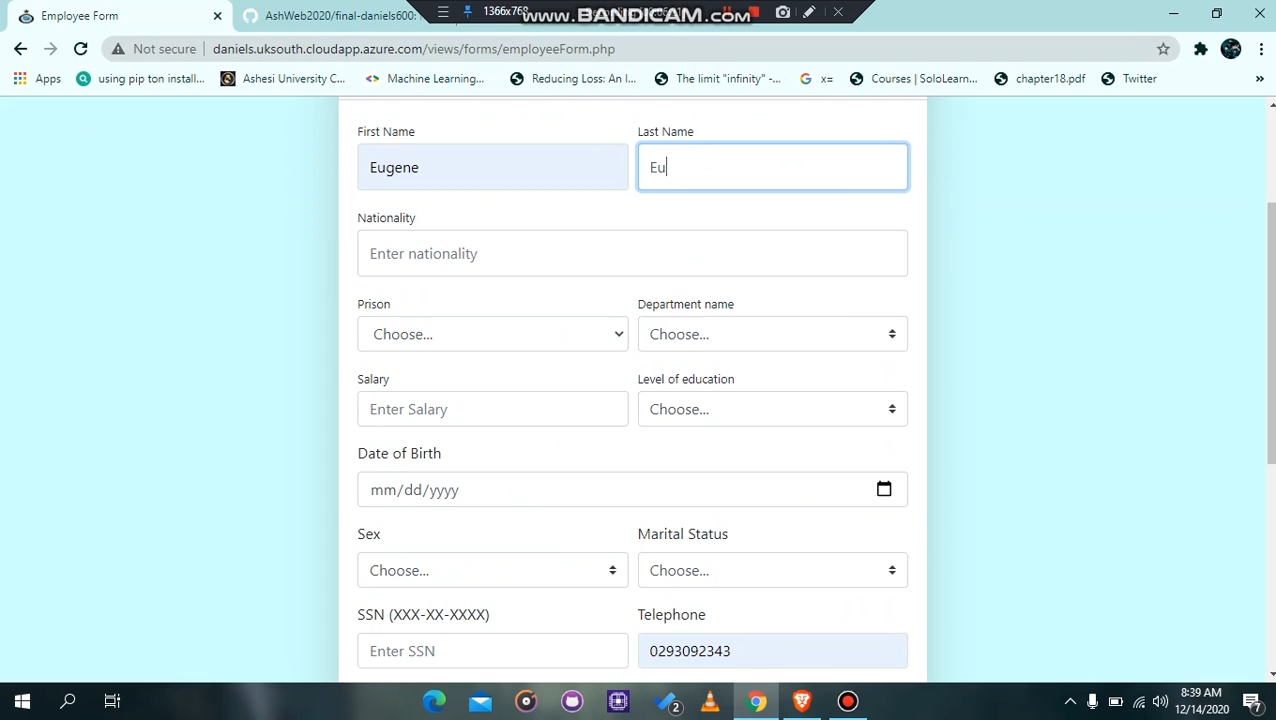 Employee Form
AshWeb2020/final-daniels600:
1366x768
www.BANDICAM.com
Not secure
daniels.uksouth.cloudapp.azure.com/views/forms/employeeForm.php
Apps
using pip ton install...
Ashesi University C...
Machine Learning...
Reducing Loss: An I...
The limit "infinity" -...
x=
Courses | SoloLearn...
chapter18.pdf
Twitter
»
First Name
Last Name
Eugene
Eu
Nationality
Enter nationality
Prison
Department name
Choose...
Choose...
Salary
Level of education
Enter Salary
Choose...
Date of Birth
mm/dd/yyyy
Sex
Marital Status
Choose...
Choose...
SSN (XXX-XX-XXXX)
Telephone
Enter SSN
0293092343
2
8:39 AM
12/14/2020
7